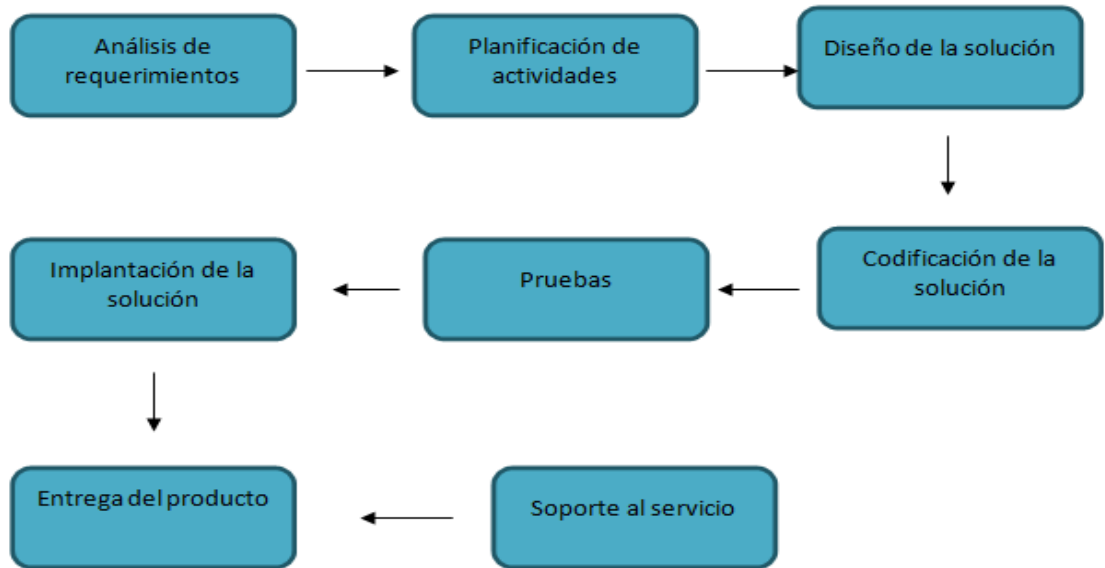 Análisis de
requerimientos
Planificación de
actividades
Diseño de la solución
Codificación de la
solución
Pruebas
Implantación de la
solución
Entrega del producto
Soporte al servicio